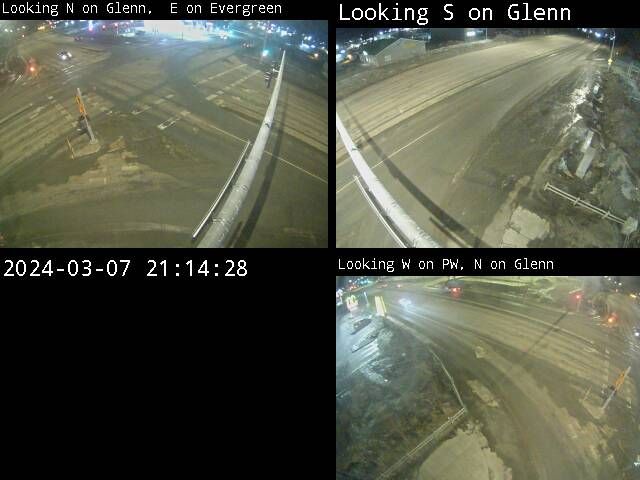 Looking N on Glenn, E on Evergreen
Looking S on Glenn
2024-03-07 21:14:28
Looking W on PW, N on Glenn